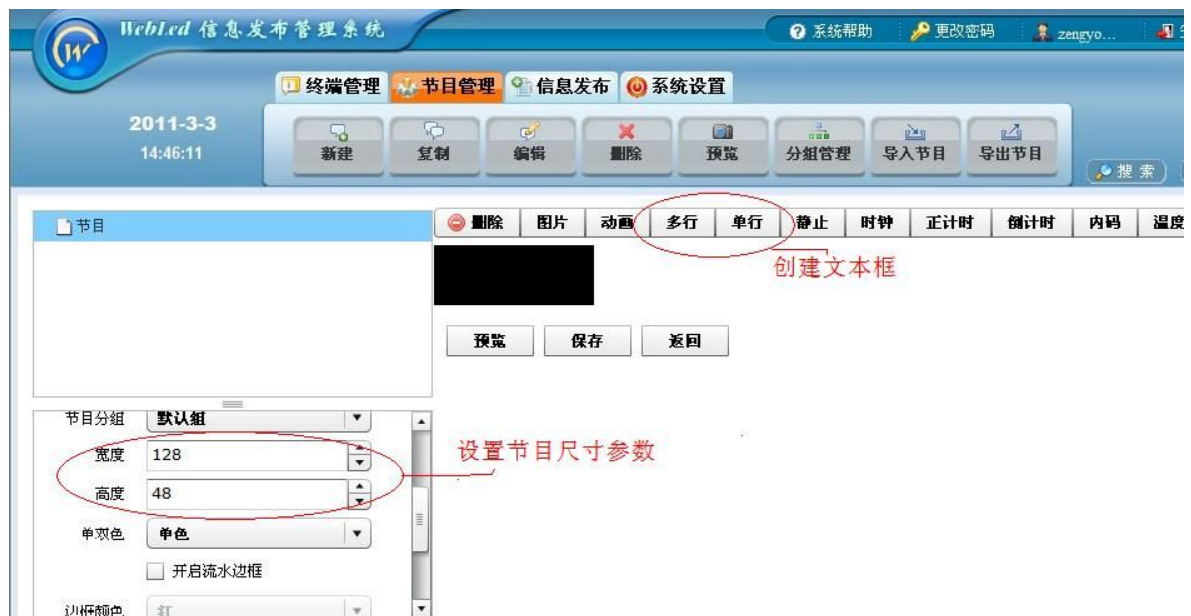 WebLed 信息发布管理系统
系统帮助 更改密码 zengyo...
终端管理 节目管理 信息发布 系统设置
2011-3-3
14:46:11
新建 复制 编辑 删除 预览 分组管理 导入节目 导出节目
搜索
节目
删除 图片 动画 多行 单行 静止 时钟 正计时 倒计时 内码 温度
创建文本框
预览 保存 返回
节目分组 默认组
宽度 128
设置节目尺寸参数
高度 48
单双色 单色
开启流水边框
边框颜色 红